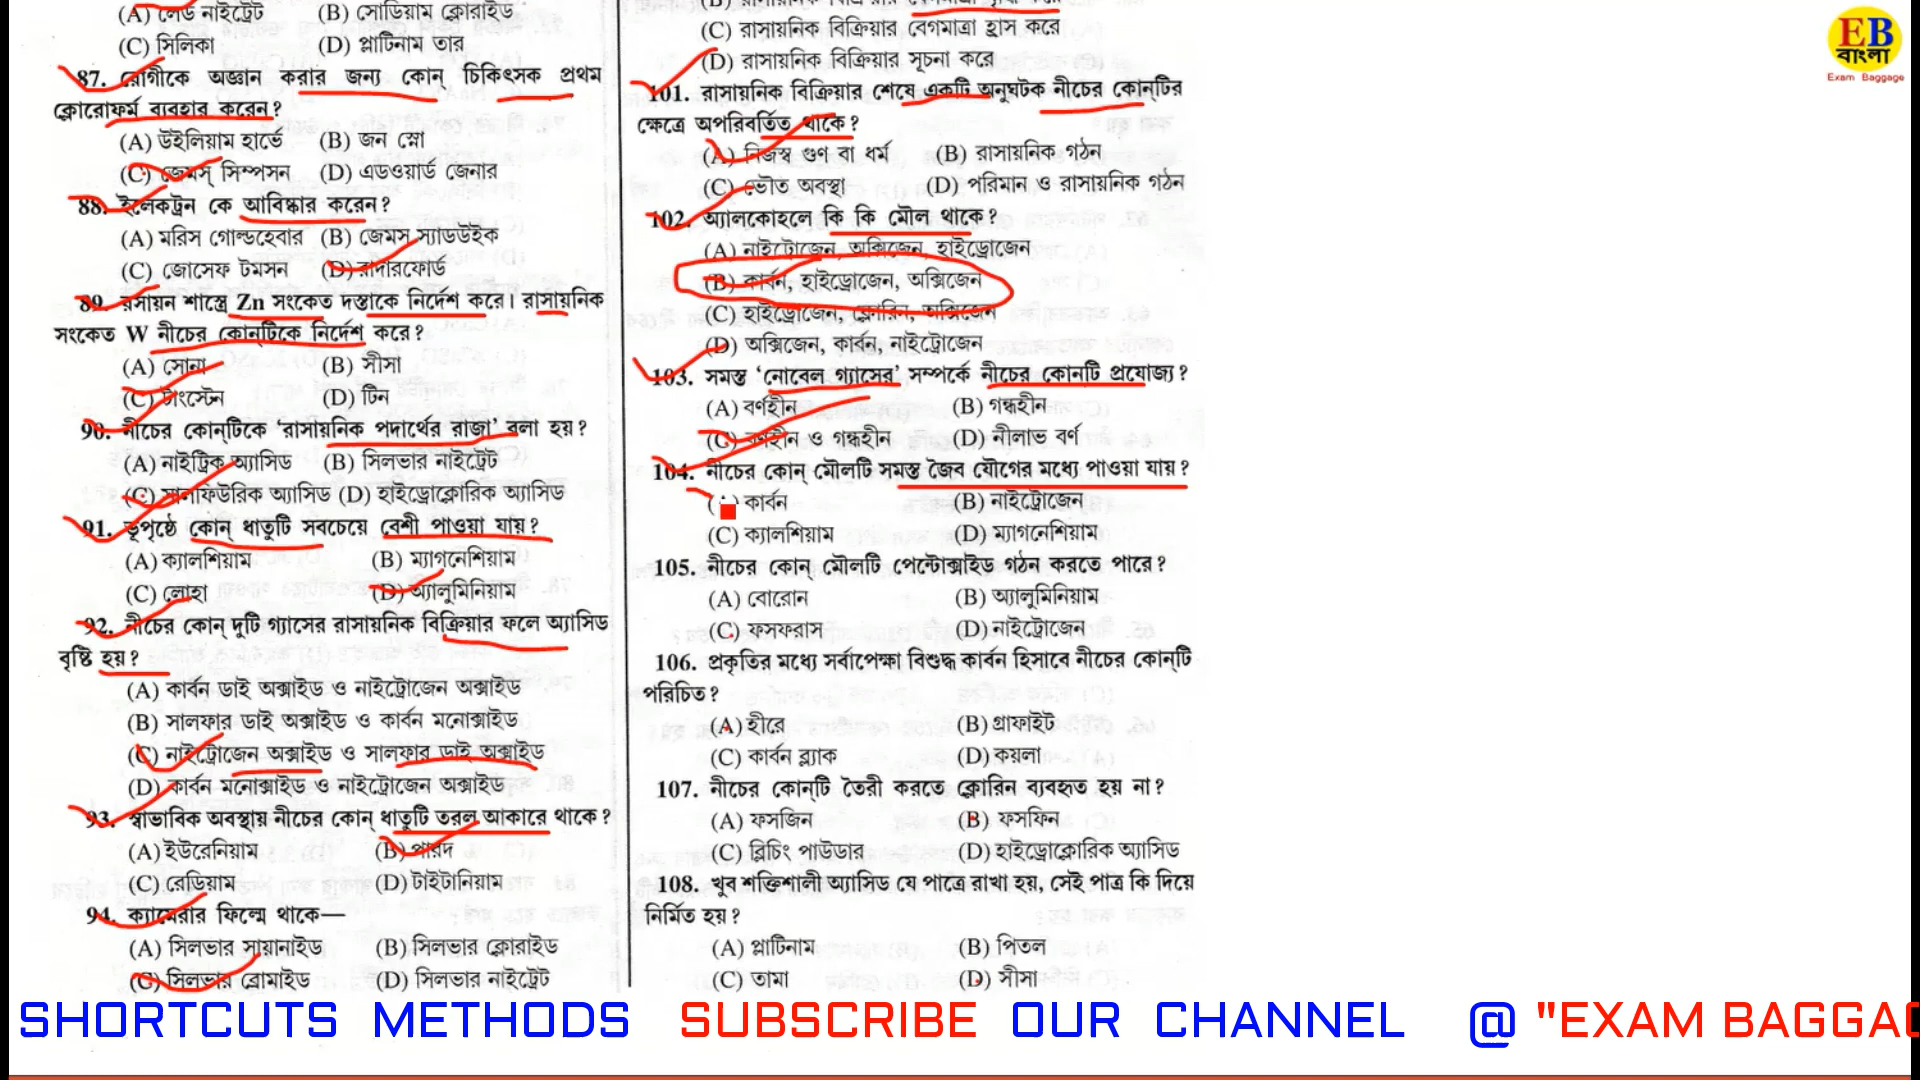 (A) লেড নাইট্রেট (B) সোডিয়াম ক্লোরাইড
(C) সিলিকা (D) প্লাটিনাম তার
87. রোগীকে অজ্ঞান করার জন্য কোন্ চিকিৎসক প্রথম
ক্লোরোফর্ম ব্যবহার করেন?
(A) উইলিয়াম হার্ভে (B) জন স্নো
(C) জেমস্ সিম্পসন (D) এডওয়ার্ড জেনার
88. ইলেকট্রন কে আবিষ্কার করেন?
(A) মরিস গোল্ডহেবার (B) জেমস্ স্যাডউইক
(C) জোসেফ টমসন (D) রাদারফোর্ড
89. রসায়ন শাস্ত্রে Zn সংকেত দস্তাকে নির্দেশ করে। রাসায়নিক
সংকেত W নীচের কোন্‌টিকে নির্দেশ করে?
(A) সোনা (B) সীসা
(C) টাংস্টেন (D) টিন
90. নীচের কোন্‌টিকে ‘রাসায়নিক পদার্থের রাজা’ বলা হয়?
(A) নাইট্রিক অ্যাসিড (B) সিলভার নাইট্রেট
(C) সালফিউরিক অ্যাসিড (D) হাইড্রোক্লোরিক অ্যাসিড
91. ভূপৃষ্ঠে কোন্ ধাতুটি সবচেয়ে বেশী পাওয়া যায়?
(A) ক্যালশিয়াম (B) ম্যাগনেশিয়াম
(C) লোহা (D) অ্যালুমিনিয়াম
92. নীচের কোন্ দুটি গ্যাসের রাসায়নিক বিক্রিয়ার ফলে অ্যাসিড
বৃষ্টি হয়?
(A) কার্বন ডাই অক্সাইড ও নাইট্রোজেন অক্সাইড
(B) সালফার ডাই অক্সাইড ও কার্বন মনোক্সাইড
(C) নাইট্রোজেন অক্সাইড ও সালফার ডাই অক্সাইড
(D) কার্বন মনোক্সাইড ও নাইট্রোজেন অক্সাইড
93. স্বাভাবিক অবস্থায় নীচের কোন্ ধাতুটি তরল আকারে থাকে?
(A) ইউরেনিয়াম (B) পারদ
(C) রেডিয়াম (D) টাইটানিয়াম
94. ক্যামেরার ফিল্মে থাকে—
(A) সিলভার সায়ানাইড (B) সিলভার ক্লোরাইড
(C) সিলভার ব্রোমাইড (D) সিলভার নাইট্রেট
(C) রাসায়নিক বিক্রিয়ার বেগমাত্রা হ্রাস করে
(D) রাসায়নিক বিক্রিয়ার সূচনা করে
101. রাসায়নিক বিক্রিয়ার শেষে একটি অনুঘটক নীচের কোন্‌টির
ক্ষেত্রে অপরিবর্তিত থাকে?
(A) নিজস্ব গুণ বা ধর্ম (B) রাসায়নিক গঠন
(C) ভৌত অবস্থা (D) পরিমান ও রাসায়নিক গঠন
102. অ্যালকোহলে কি কি মৌল থাকে?
(A) নাইট্রোজেন, অক্সিজেন, হাইড্রোজেন
(B) কার্বন, হাইড্রোজেন, অক্সিজেন
(C) হাইড্রোজেন, ক্লোরিন, অক্সিজেন
(D) অক্সিজেন, কার্বন, নাইট্রোজেন
103. সমস্ত ‘নোবেল গ্যাসের’ সম্পর্কে নীচের কোনটি প্রযোজ্য?
(A) বর্ণহীন (B) গন্ধহীন
(C) বর্ণহীন ও গন্ধহীন (D) নীলাভ বর্ণ
104. নীচের কোন্ মৌলটি সমস্ত জৈব যৌগের মধ্যে পাওয়া যায়?
কার্বন (B) নাইট্রোজেন
(C) ক্যালশিয়াম (D) ম্যাগনেশিয়াম
105. নীচের কোন্ মৌলটি পেন্টোক্সাইড গঠন করতে পারে?
(A) বোরোন (B) অ্যালুমিনিয়াম
(C) ফসফরাস (D) নাইট্রোজেন
106. প্রকৃতির মধ্যে সর্বাপেক্ষা বিশুদ্ধ কার্বন হিসাবে নীচের কোন্‌টি
পরিচিত?
(A) হীরে (B) গ্রাফাইট
(C) কার্বন ব্ল্যাক (D) কয়লা
107. নীচের কোন্‌টি তৈরী করতে ক্লোরিন ব্যবহৃত হয় না?
(A) ফসজিন (B) ফসফিন
(C) ব্লিচিং পাউডার (D) হাইড্রোক্লোরিক অ্যাসিড
108. খুব শক্তিশালী অ্যাসিড যে পাত্রে রাখা হয়, সেই পাত্র কি দিয়ে
নির্মিত হয়?
(A) প্লাটিনাম (B) পিতল
(C) তামা (D) সীসা
EB
বাংলা
Exam Baggage
SHORTCUTS METHODS SUBSCRIBE OUR CHANNEL @ "EXAM BAGGAG